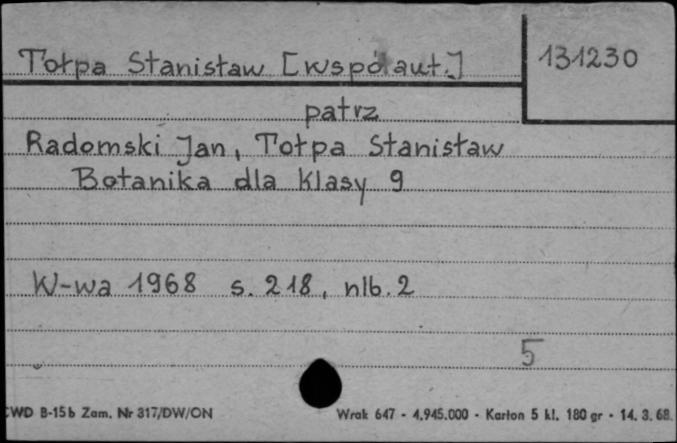 Tołpa Stanisław [współaut.]
131230
patrz
Radomski Jan, Tołpa Stanisław
Botanika dla klasy 9
W-wa 1968 s. 218, nlb. 2
5
CWD B-15b Zam. Nr 317/DW/ON
Wrak 647 - 4.945.000 - Karton 5 kl. 180 gr - 14. 3. 68.